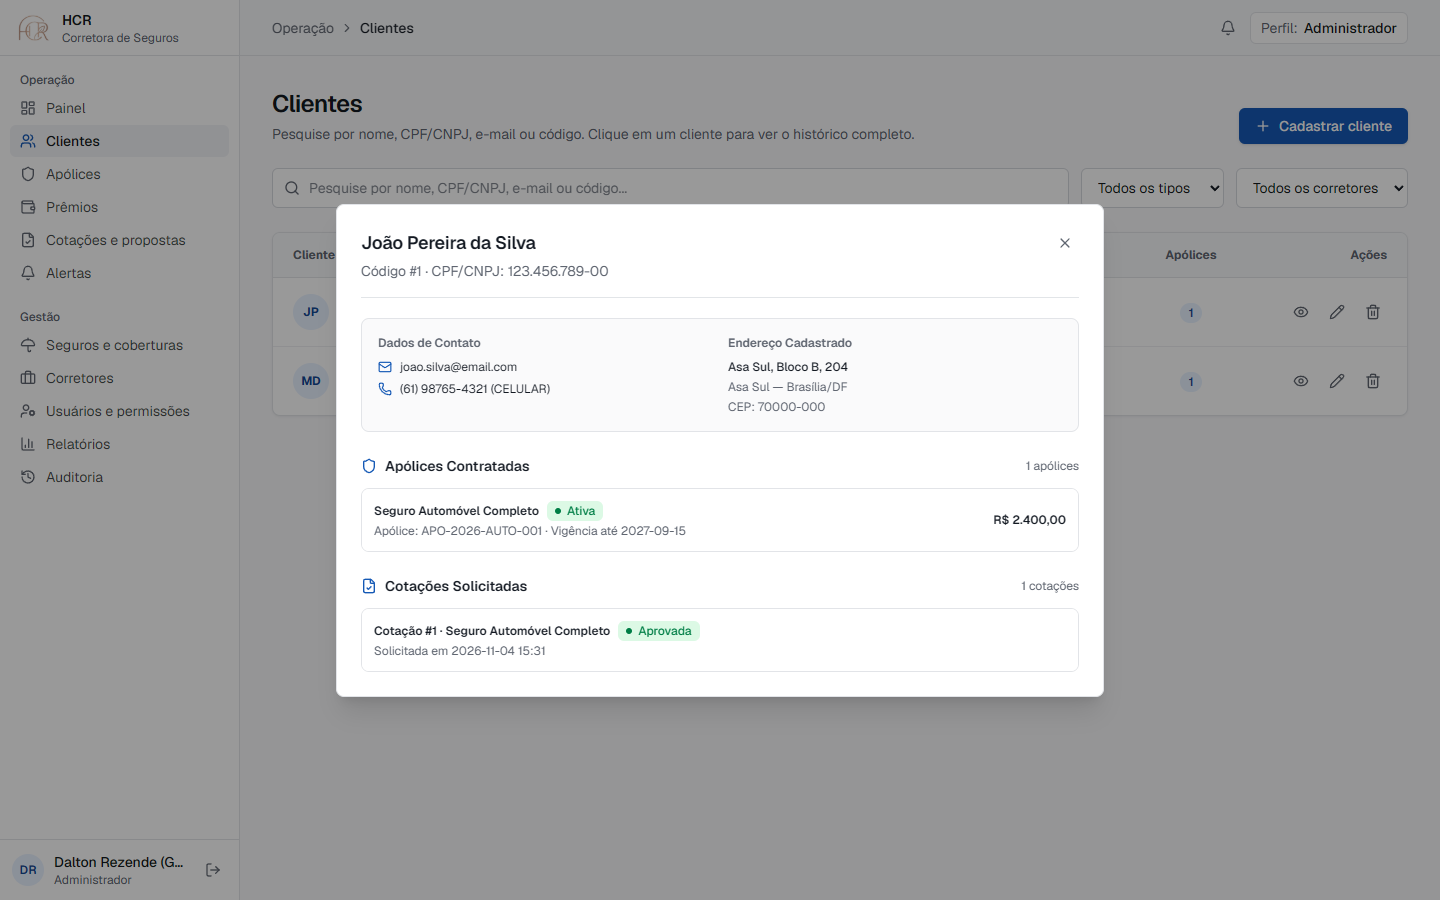 HCR
Corretora de Seguros
Operação
Painel
Clientes
Apólices
Prêmios
Cotações e propostas
Alertas
Gestão
Seguros e coberturas
Corretores
Usuários e permissões
Relatórios
Auditoria
DR
Dalton Rezende (G...
Administrador
Operação > Clientes
Perfil: Administrador
Clientes
Pesquise por nome, CPF/CNPJ, e-mail ou código. Clique em um cliente para ver o histórico completo.
+ Cadastrar cliente
Pesquise por nome, CPF/CNPJ, e-mail ou código...
Todos os tipos
Todos os corretores
Cliente
Apólices
Ações
JP
1
MD
1
João Pereira da Silva
Código #1 · CPF/CNPJ: 123.456.789-00
Dados de Contato
joao.silva@email.com
(61) 98765-4321 (CELULAR)
Endereço Cadastrado
Asa Sul, Bloco B, 204
Asa Sul — Brasília/DF
CEP: 70000-000
Apólices Contratadas
1 apólices
Seguro Automóvel Completo
Ativa
Apólice: APO-2026-AUTO-001 · Vigência até 2027-09-15
R$ 2.400,00
Cotações Solicitadas
1 cotações
Cotação #1 · Seguro Automóvel Completo
Aprovada
Solicitada em 2026-11-04 15:31